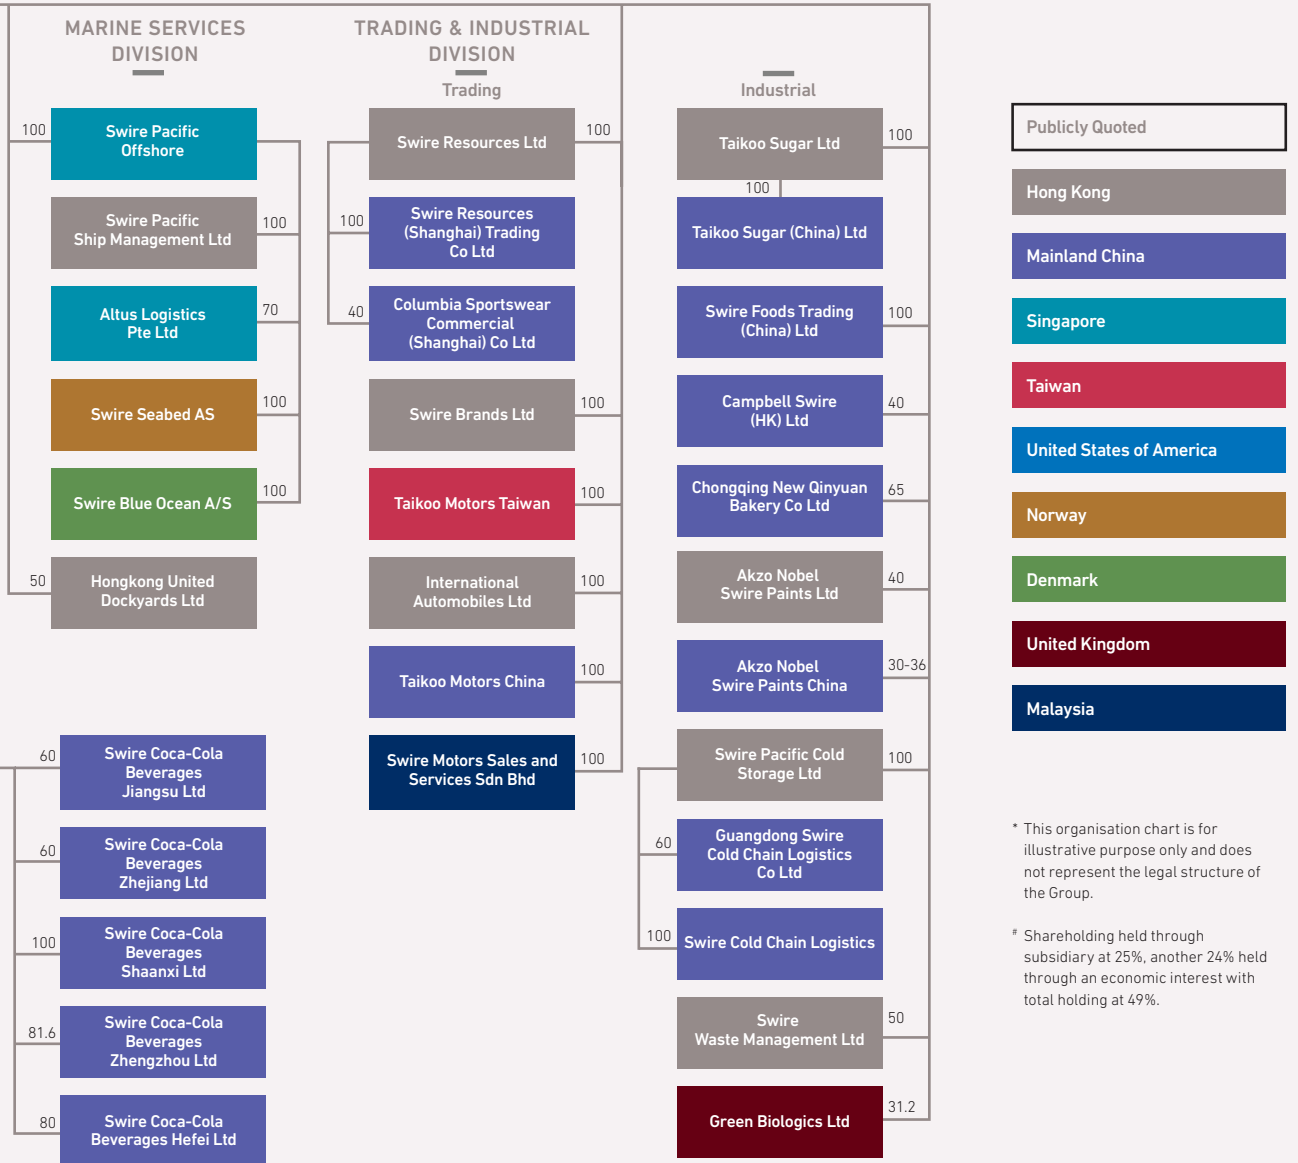 MARINE SERVICES
DIVISION
100
Swire Pacific
Offshore
Swire Pacific
Ship Management Ltd
100
Altus Logistics
Pte Ltd
70
Swire Seabed AS
100
Swire Blue Ocean A/S
100
50
Hongkong United
Dockyards Ltd
60
Swire Coca-Cola
Beverages
Jiangsu Ltd
60
Swire Coca-Cola
Beverages
Zhejiang Ltd
100
Swire Coca-Cola
Beverages
Shaanxi Ltd
81.6
Swire Coca-Cola
Beverages
Zhengzhou Ltd
80
Swire Coca-Cola
Beverages Hefei Ltd
TRADING & INDUSTRIAL
DIVISION
Trading
Swire Resources Ltd
100
100
Swire Resources
(Shanghai) Trading
Co Ltd
40
Columbia Sportswear
Commercial
(Shanghai) Co Ltd
Swire Brands Ltd
100
Taikoo Motors Taiwan
100
International
Automobiles Ltd
100
Taikoo Motors China
100
Swire Motors Sales and
Services Sdn Bhd
100
Industrial
Taikoo Sugar Ltd
100
100
Taikoo Sugar (China) Ltd
Swire Foods Trading
(China) Ltd
100
Campbell Swire
(HK) Ltd
40
Chongqing New Qinyuan
Bakery Co Ltd
65
Akzo Nobel
Swire Paints Ltd
40
Akzo Nobel
Swire Paints China
30-36
Swire Pacific Cold
Storage Ltd
100
60
Guangdong Swire
Cold Chain Logistics
Co Ltd
100
Swire Cold Chain Logistics
Swire
Waste Management Ltd
50
Green Biologics Ltd
31.2
Publicly Quoted
Hong Kong
Mainland China
Singapore
Taiwan
United States of America
Norway
Denmark
United Kingdom
Malaysia
* This organisation chart is for
illustrative purpose only and does
not represent the legal structure of
the Group.
# Shareholding held through
subsidiary at 25%, another 24% held
through an economic interest with
total holding at 49%.